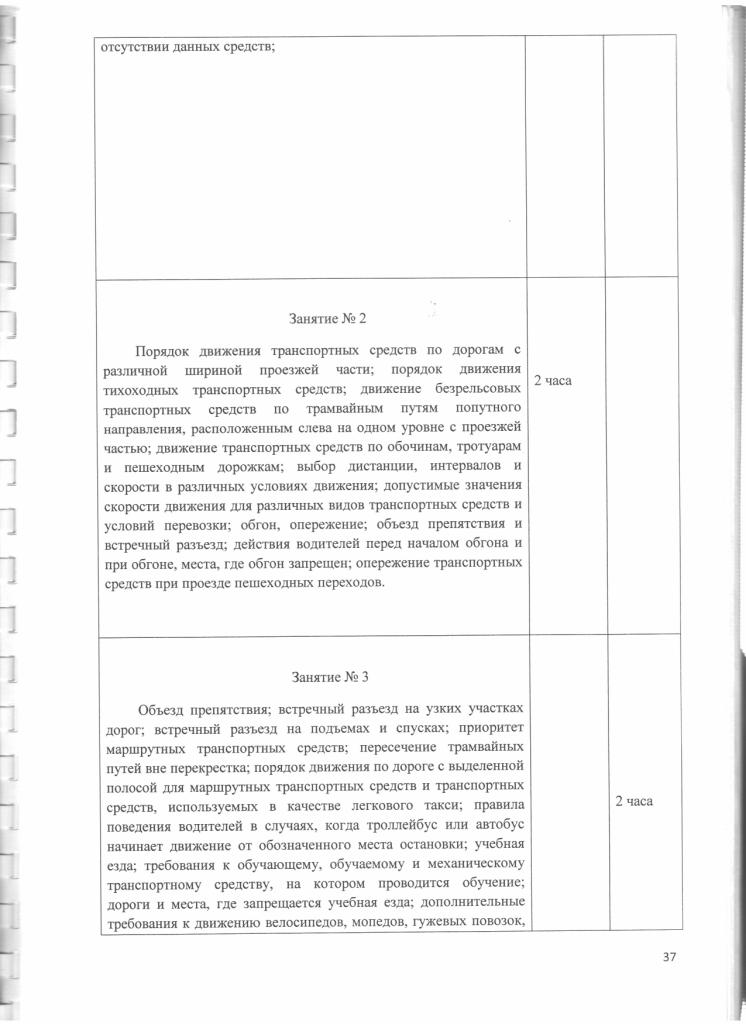 отсутствии данных средств;
Занятие № 2
Порядок движения транспортных средств по дорогам с
различной шириной проезжей части; порядок движения
тихоходных транспортных средств; движение безрельсовых
транспортных средств по трамвайным путям попутного
направления, расположенным слева на одном уровне с проезжей
частью; движение транспортных средств по обочинам, тротуарам
и пешеходным дорожкам; выбор дистанции, интервалов и
скорости в различных условиях движения; допустимые значения
скорости движения для различных видов транспортных средств и
условий перевозки; обгон, опережение; объезд препятствия и
встречный разъезд; действия водителей перед началом обгона и
при обгоне, места, где обгон запрещен; опережение транспортных
средств при проезде пешеходных переходов.
2 часа
Занятие № 3
Объезд препятствия; встречный разъезд на узких участках
дорог; встречный разъезд на подъемах и спусках; приоритет
маршрутных транспортных средств; пересечение трамвайных
путей вне перекрестка; порядок движения по дороге с выделенной
полосой для маршрутных транспортных средств и транспортных
средств, используемых в качестве легкового такси; правила
поведения водителей в случаях, когда троллейбус или автобус
начинает движение от обозначенного места остановки; учебная
езда; требования к обучающему, обучаемому и механическому
транспортному средству, на котором проводится обучение;
дороги и места, где запрещается учебная езда; дополнительные
требования к движению велосипедов, мопедов, гужевых повозок,
2 часа
37